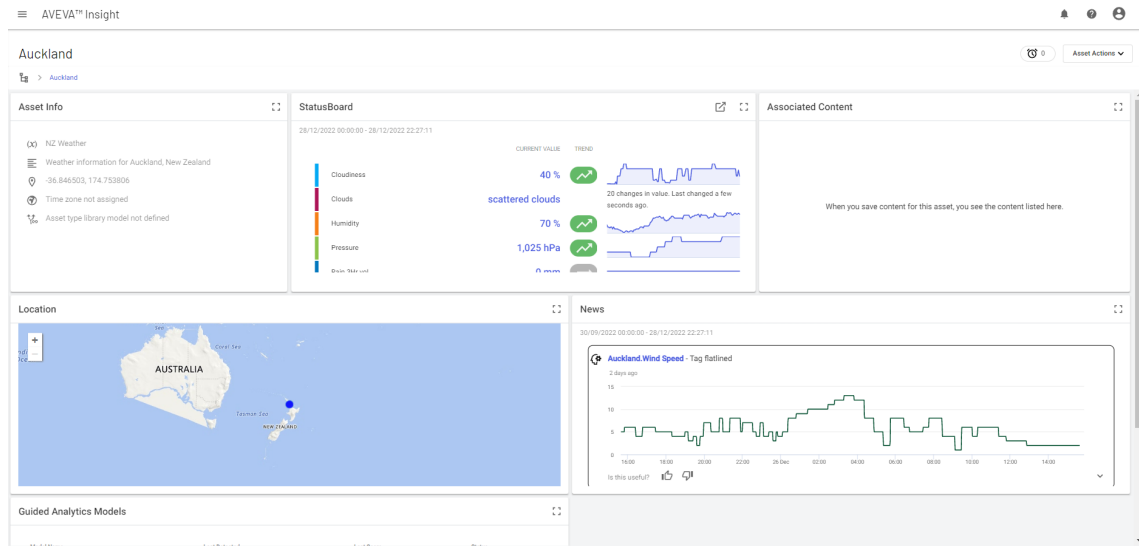 AVEVA™ Insight
Auckland
0
Asset Actions
> Auckland
Asset Info
(x) NZ Weather
Weather information for Auckland, New Zealand
-36.846503, 174.753806
Time zone not assigned
Asset type library model not defined
StatusBoard
28/12/2022 00:00:00 - 28/12/2022 22:27:11
CURRENT VALUE TREND
Cloudiness 40 %
Clouds scattered clouds
20 changes in value. Last changed a few
seconds ago.
Humidity 70 %
Pressure 1,025 hPa
Rain 3Hr vol 0 mm
Associated Content
When you save content for this asset, you see the content listed here.
Location
+
−
Coral Sea
AUSTRALIA
Tasman Sea
NEW ZEALAND
News
30/09/2022 00:00:00 - 28/12/2022 22:27:11
Auckland.Wind Speed - Tag flatlined
2 days ago
15
10
5
0
16:00 18:00 20:00 22:00 26 Dec 02:00 04:00 06:00 08:00 10:00 12:00 14:00
Is this useful?
Guided Analytics Models